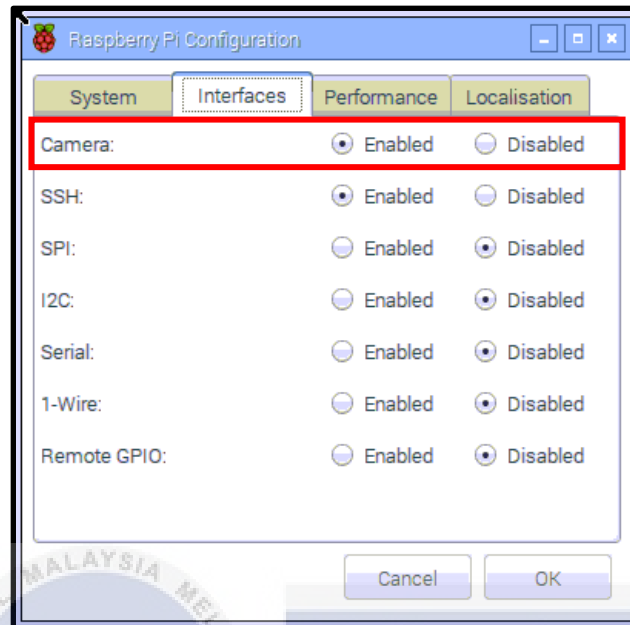 Raspberry Pi Configuration
System Interfaces Performance Localisation
Camera: Enabled Disabled
SSH: Enabled Disabled
SPI: Enabled Disabled
I2C: Enabled Disabled
Serial: Enabled Disabled
1-Wire: Enabled Disabled
Remote GPIO: Enabled Disabled
MALAYSIA
Cancel OK